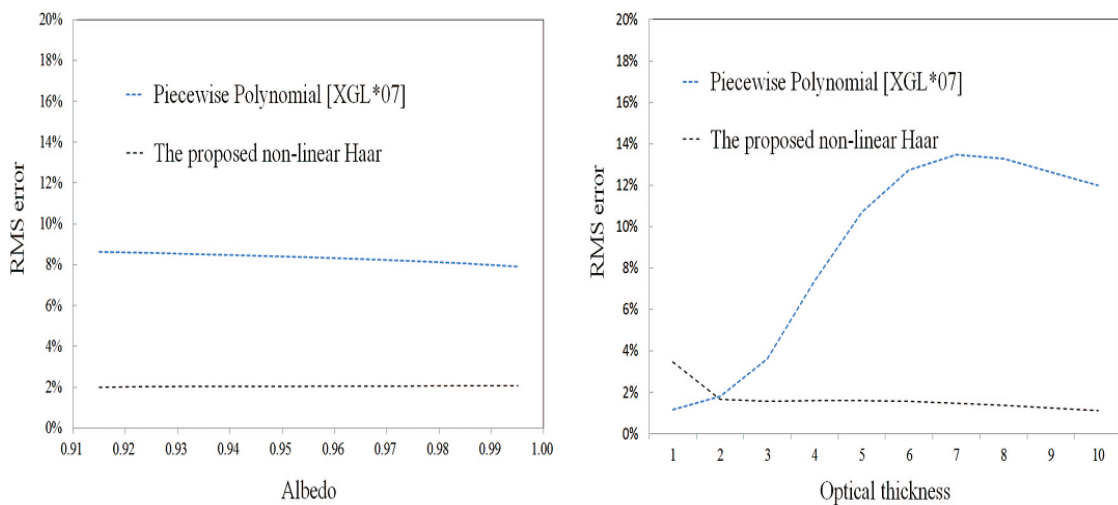 20%
18%
16%
14%
12%
10%
8%
6%
4%
2%
0%
RMS error
Piecewise Polynomial [XGL*07]
The proposed non-linear Haar
0.91 0.92 0.93 0.94 0.95 0.96 0.97 0.98 0.99 1.00
Albedo
20%
18%
16%
14%
12%
10%
8%
6%
4%
2%
0%
RMS error
Piecewise Polynomial [XGL*07]
The proposed non-linear Haar
1 2 3 4 5 6 7 8 9 10
Optical thickness